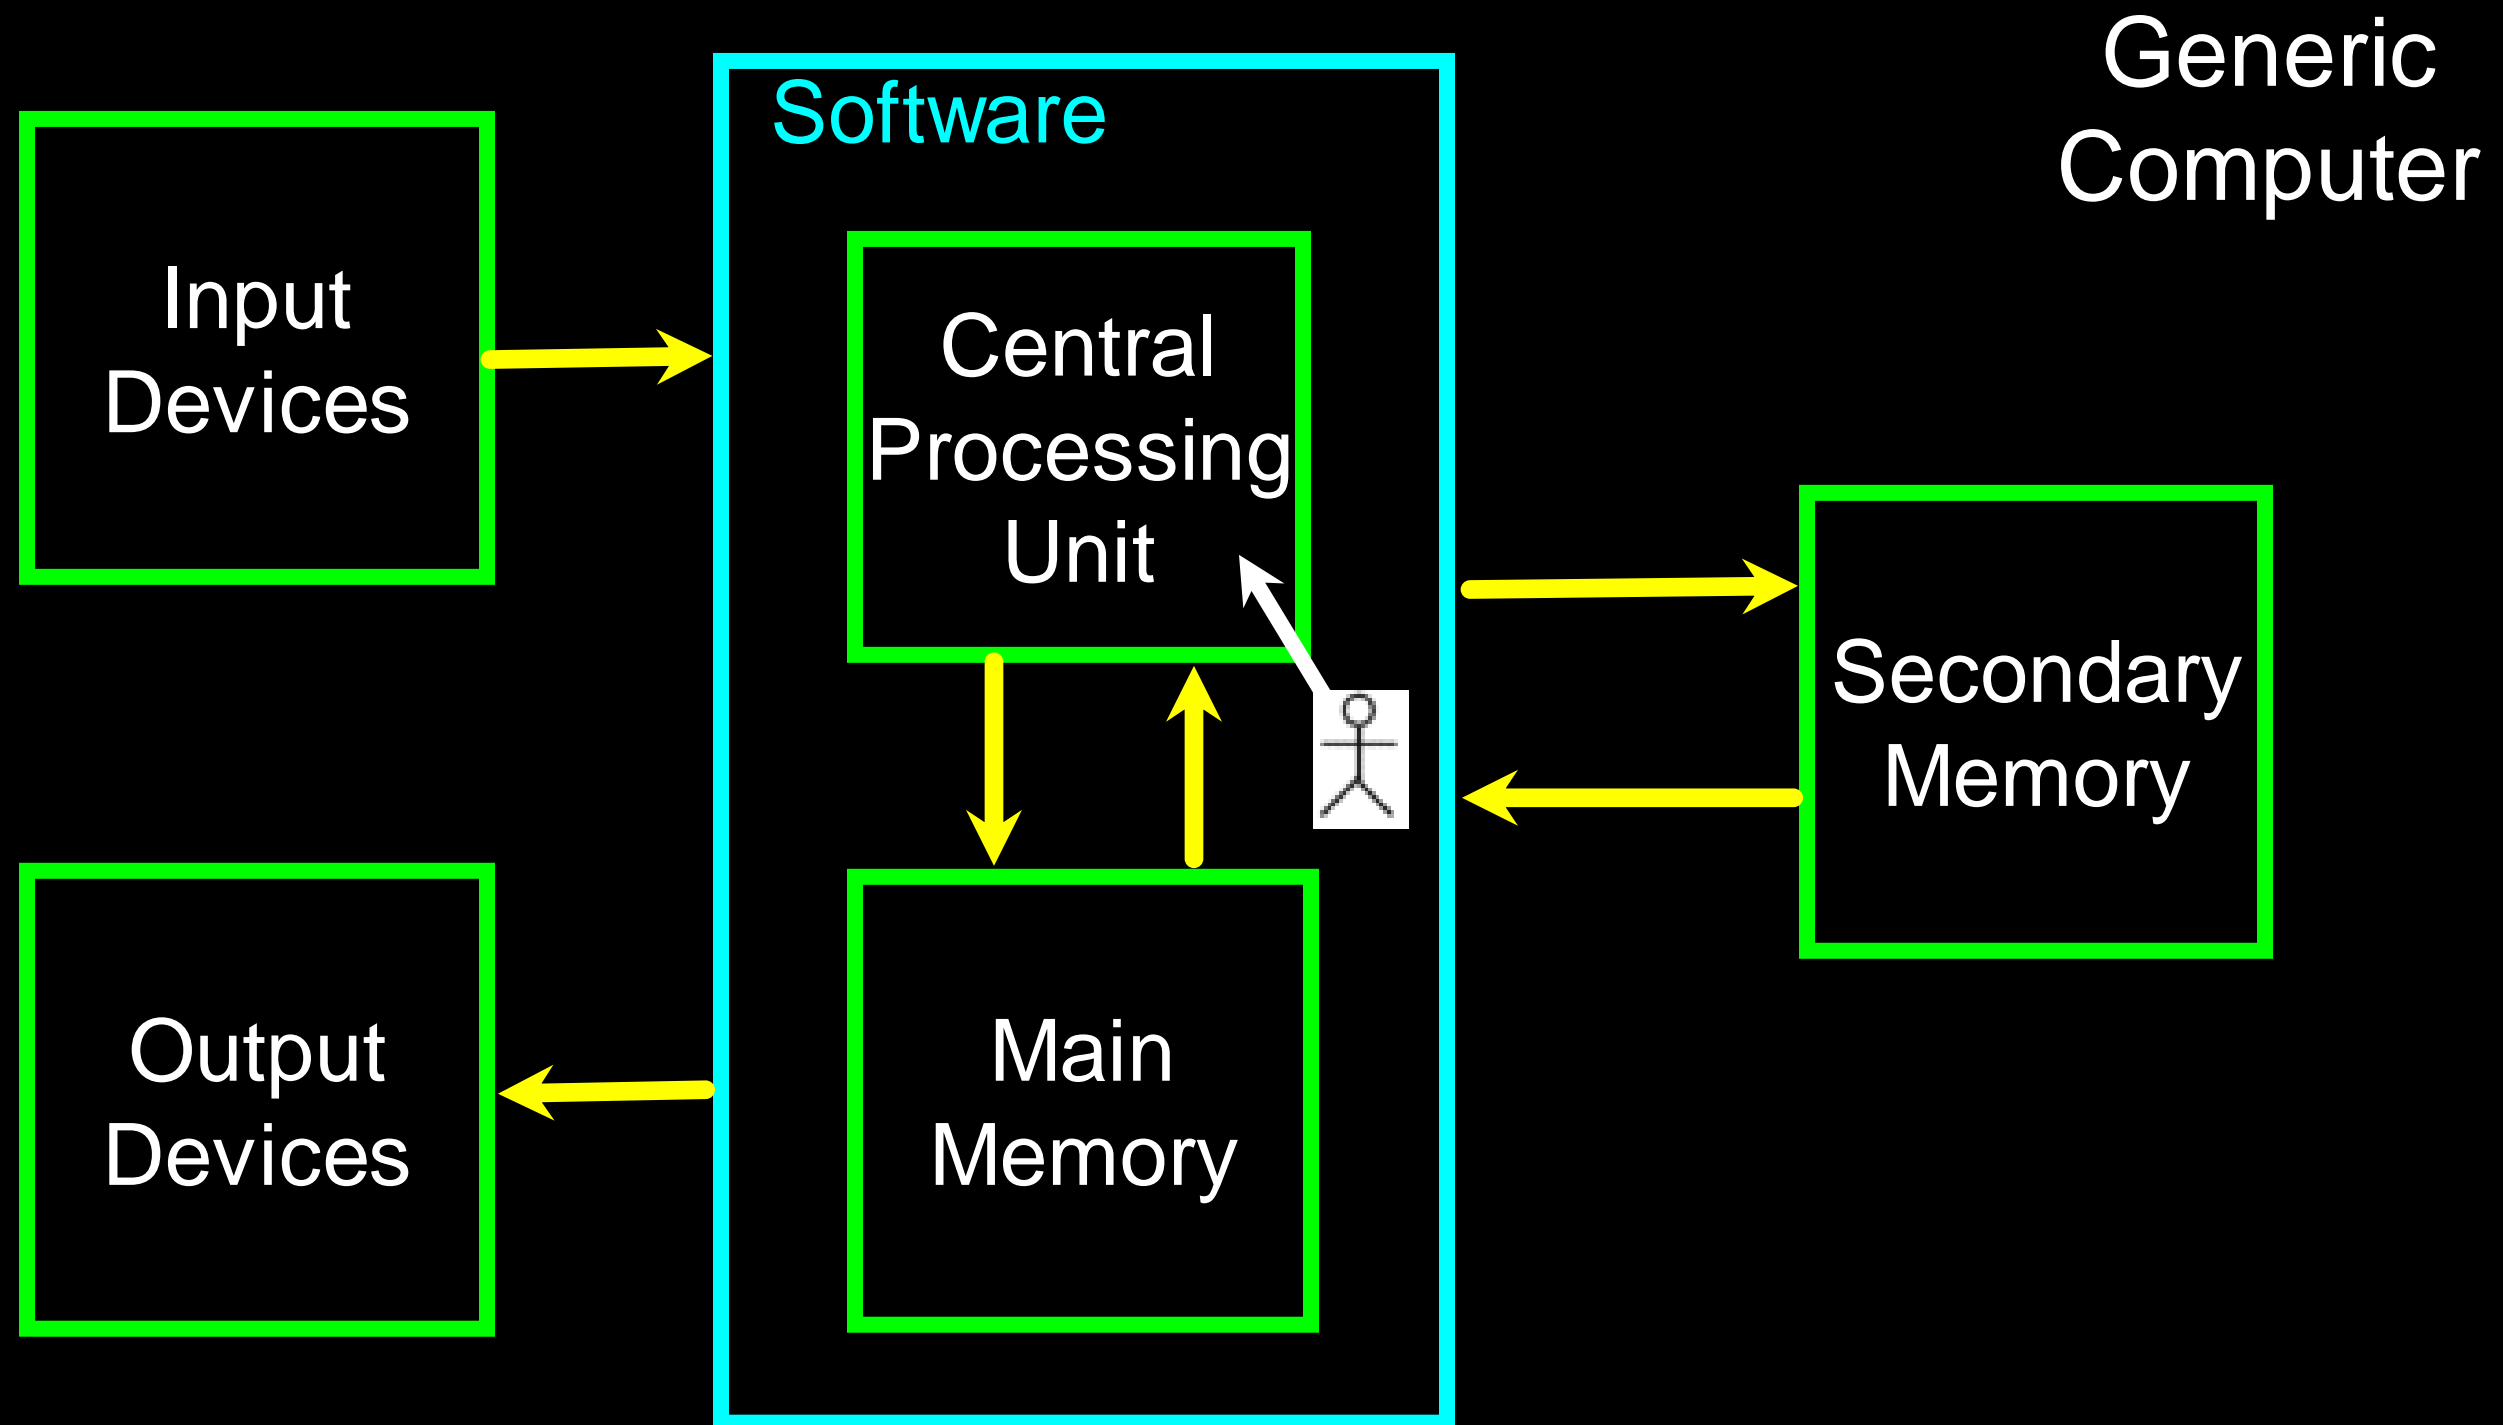 Generic
Computer
Software
Input
Devices
Central
Processing
Unit
Secondary
Memory
Output
Devices
Main
Memory